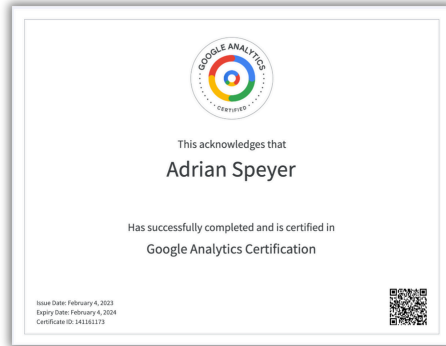 GOOGLE ANALYTICS
CERTIFIED
This acknowledges that
Adrian Speyer
Has successfully completed and is certified in
Google Analytics Certification
Issue Date: February 4, 2023
Expiry Date: February 4, 2024
Certificate ID: 141161173